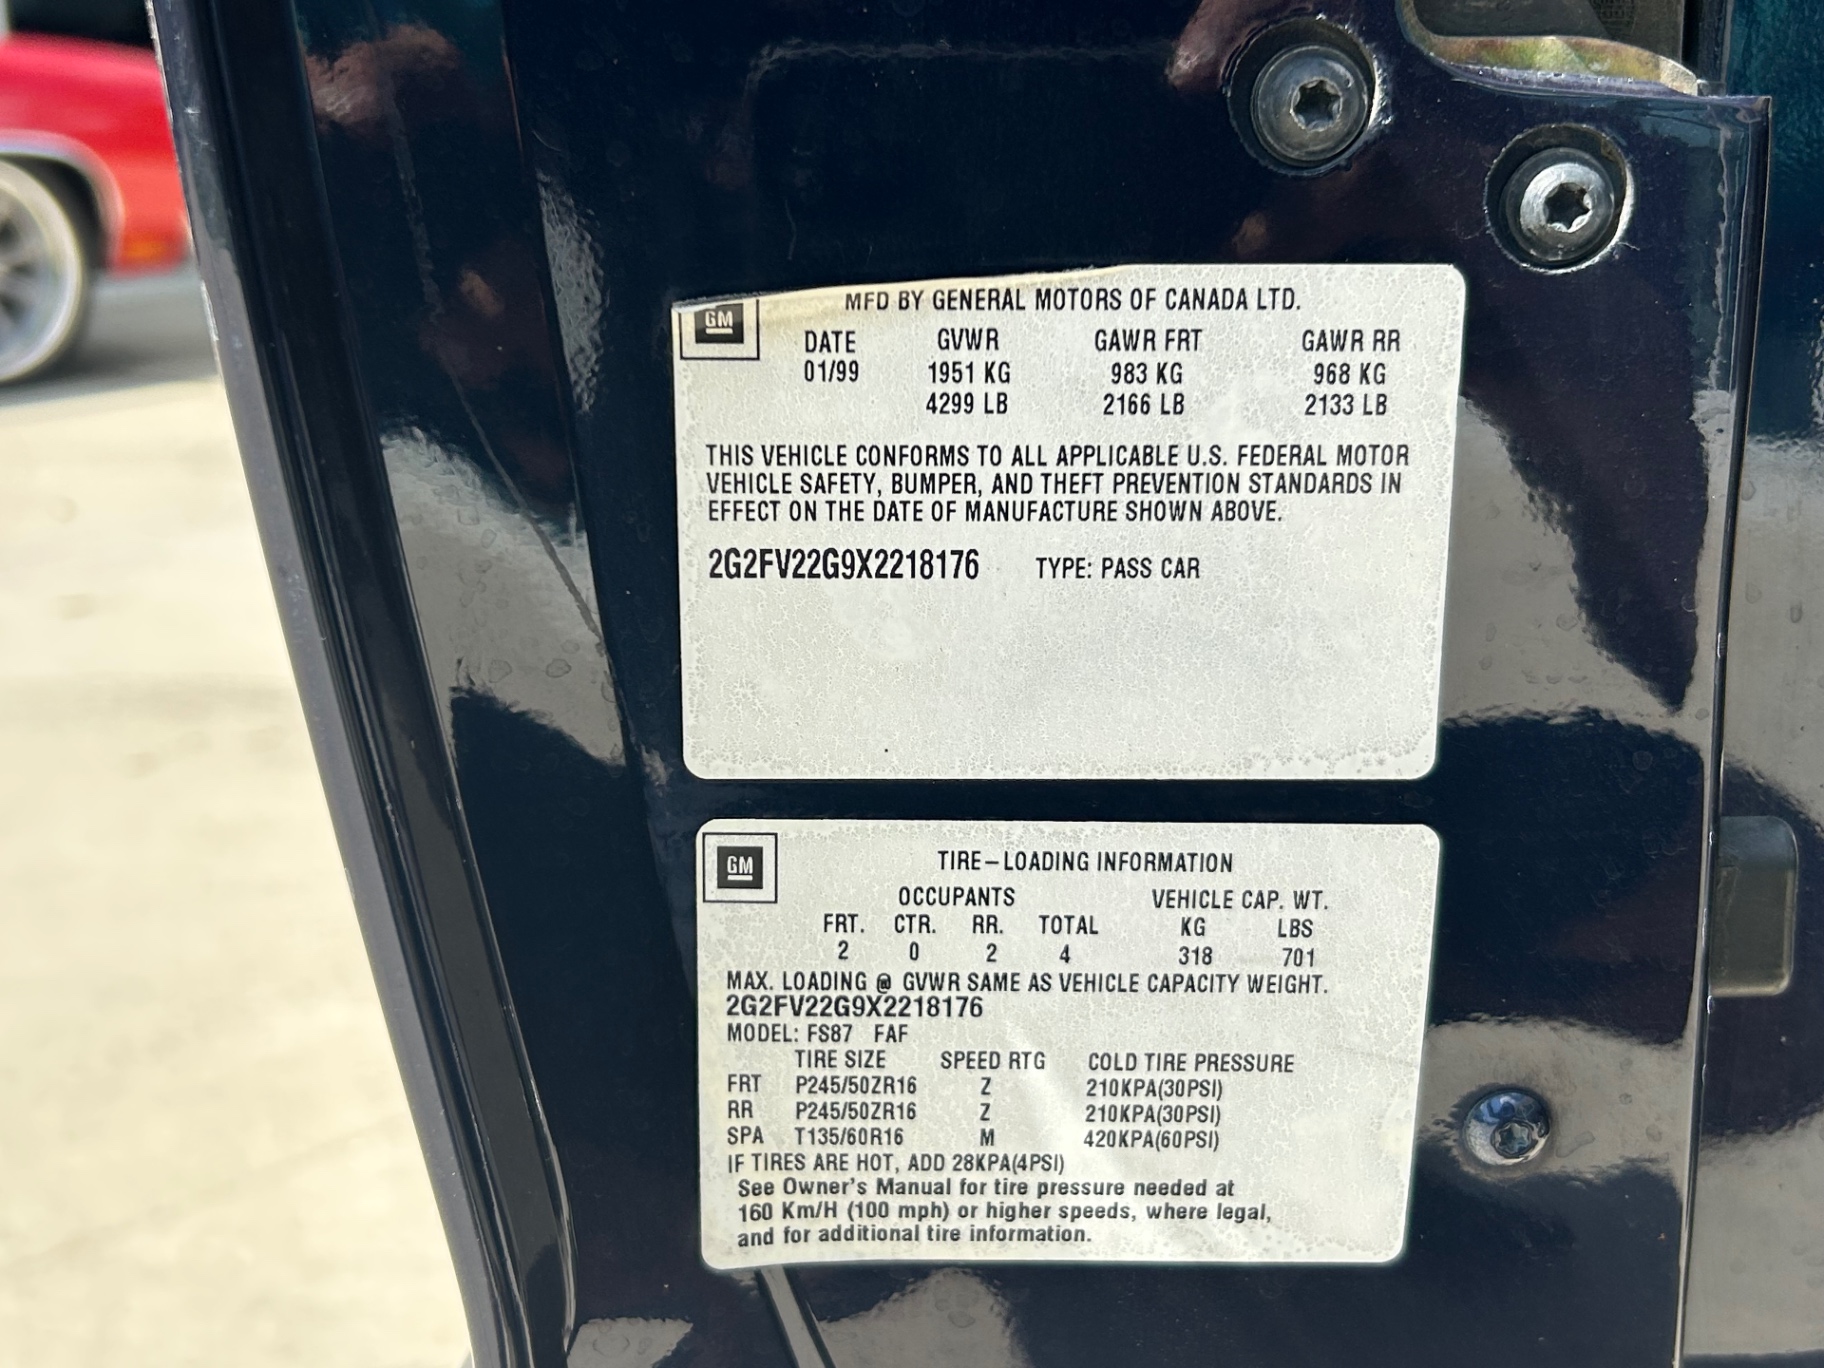 MFD BY GENERAL MOTORS OF CANADA LTD.
GM
DATE GVWR GAWR FRT GAWR RR
01/99 1951 KG 983 KG 968 KG
4299 LB 2166 LB 2133 LB
THIS VEHICLE CONFORMS TO ALL APPLICABLE U.S. FEDERAL MOTOR
VEHICLE SAFETY, BUMPER, AND THEFT PREVENTION STANDARDS IN
EFFECT ON THE DATE OF MANUFACTURE SHOWN ABOVE.
2G2FV22G9X2218176 TYPE: PASS CAR
GM
TIRE-LOADING INFORMATION
OCCUPANTS VEHICLE CAP. WT.
FRT. CTR. RR. TOTAL KG LBS
2 0 2 4 318 701
MAX. LOADING @ GVWR SAME AS VEHICLE CAPACITY WEIGHT.
2G2FV22G9X2218176
MODEL: FS87 FAF
TIRE SIZE SPEED RTG COLD TIRE PRESSURE
FRT P245/50ZR16 Z 210KPA(30PSI)
RR P245/50ZR16 Z 210KPA(30PSI)
SPA T135/60R16 M 420KPA(60PSI)
IF TIRES ARE HOT, ADD 28KPA(4PSI)
See Owner's Manual for tire pressure needed at
160 Km/H (100 mph) or higher speeds, where legal,
and for additional tire information.